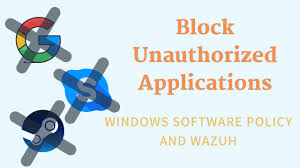 Block
Unauthorized
Applications
WINDOWS SOFTWARE POLICY
AND WAZUH